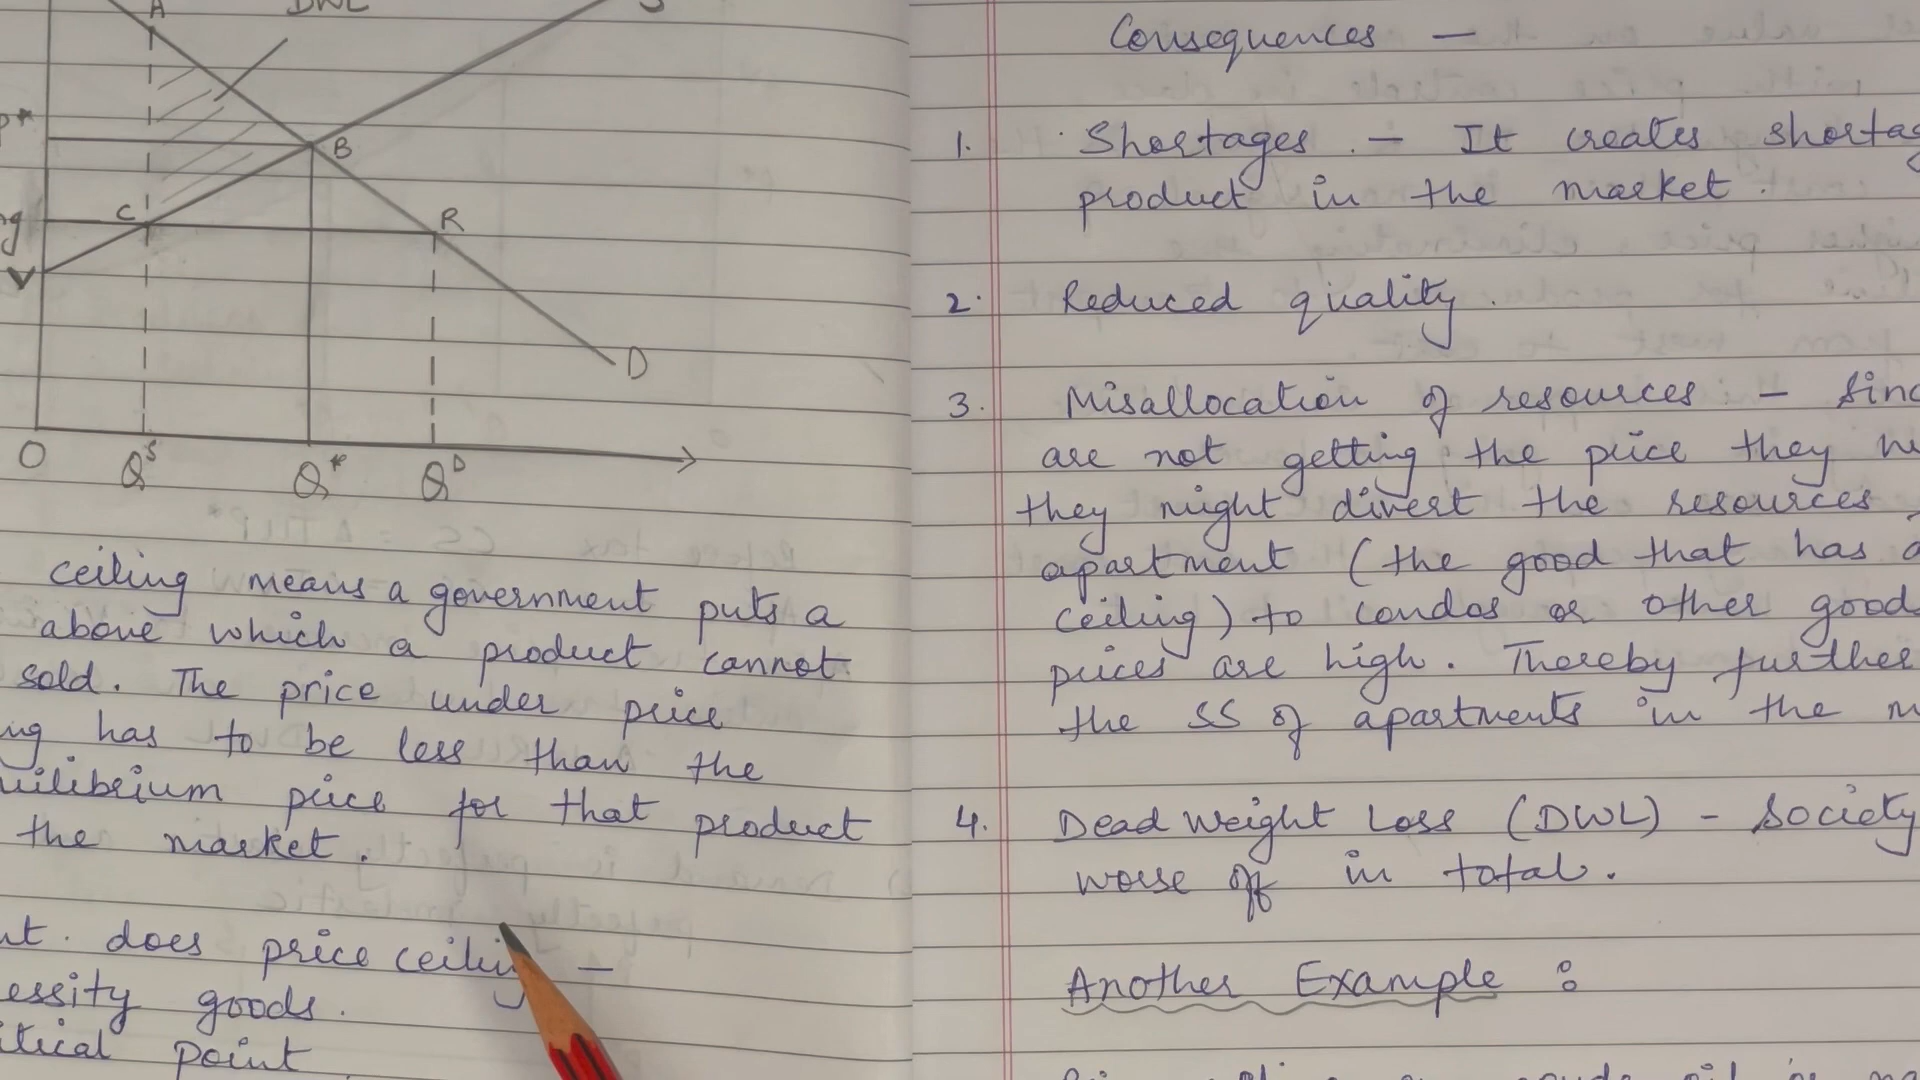 A DWL S
P*
B
C R
V
D
O Q^S Q* Q^D
ceiling means a government puts a
above which a product cannot
sold. The price under price
has to be less than the
price for that product
the market.
does price ceiling –
goods.
point
Consequences –
1. Shortages. – It creates
product in the market.
2. Reduced quality.
3. Misallocation of resources –
are not getting the price they
they might divert the resources
apartment (the good that has a
ceiling) to condos or other goods
prices are high. Thereby further
the SS of apartments in the
4. Dead Weight Loss (DWL) – Society
worse off in total.
Another Example :